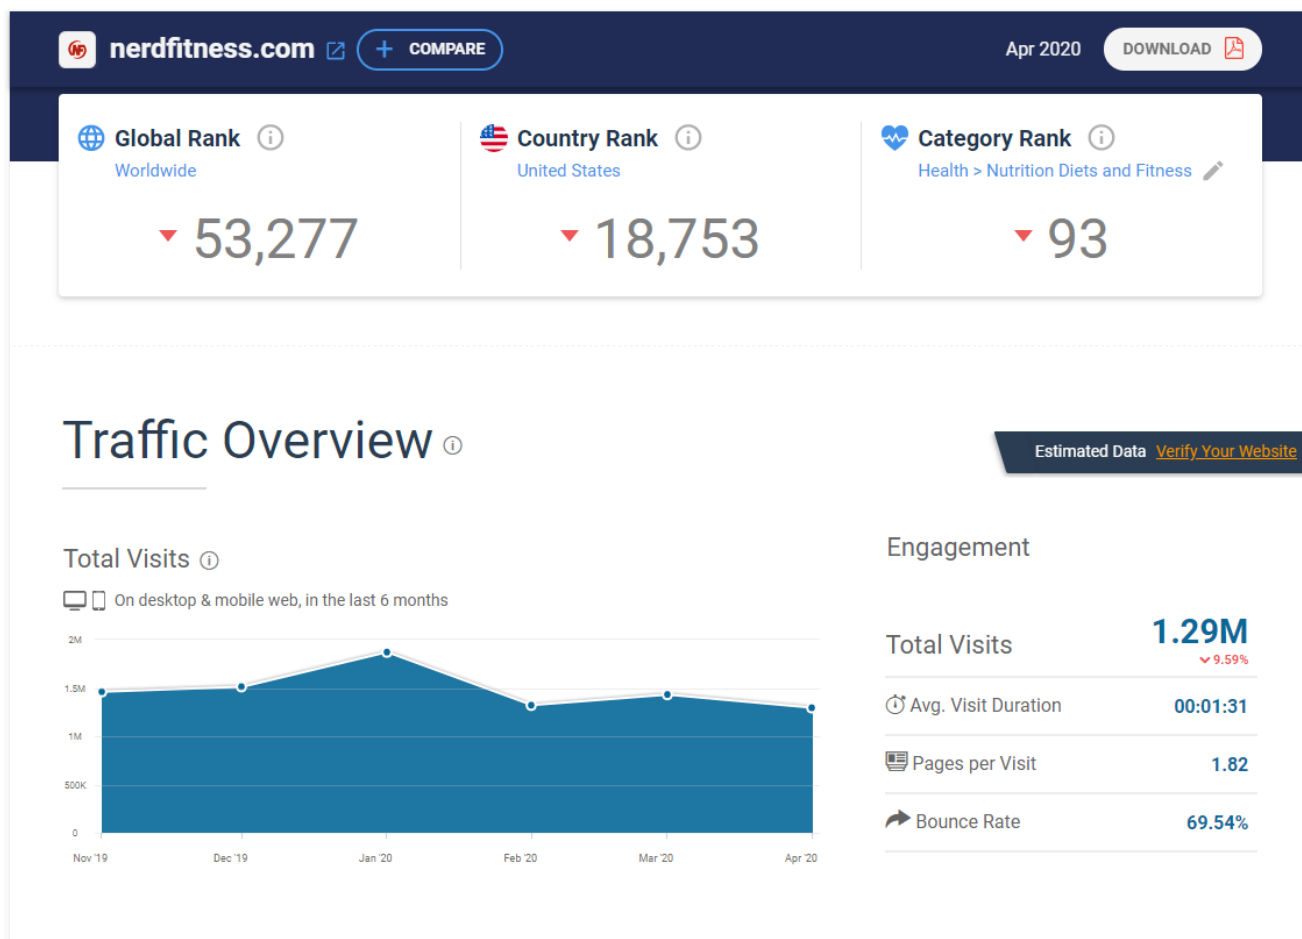 NF nerdfitness.com + COMPARE Apr 2020 DOWNLOAD
Global Rank i Country Rank i Category Rank i
Worldwide United States Health > Nutrition Diets and Fitness
53,277 18,753 93
Traffic Overview i
Estimated Data Verify Your Website
Total Visits i
On desktop & mobile web, in the last 6 months
2M
1.5M
1M
500K
0
Nov '19 Dec '19 Jan '20 Feb '20 Mar '20 Apr '20
Engagement
Total Visits 1.29M
9.59%
Avg. Visit Duration 00:01:31
Pages per Visit 1.82
Bounce Rate 69.54%